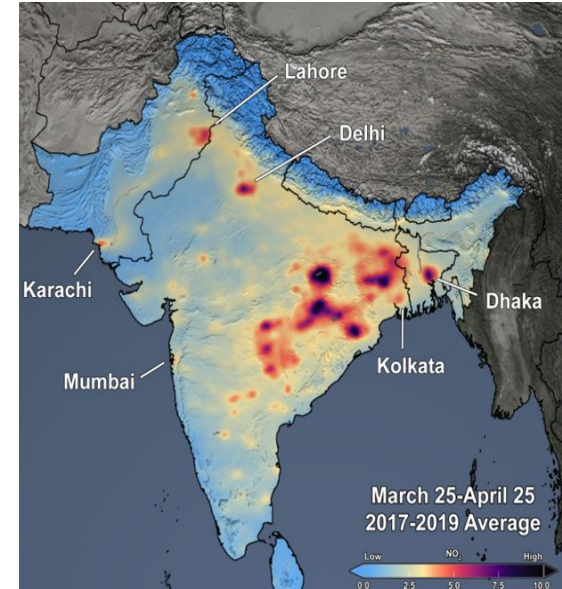 Lahore
Delhi
Karachi
Dhaka
Kolkata
Mumbai
March 25-April 25
2017-2019 Average
Low NO₂ High
0.0 2.5 5.0 7.5 10.0